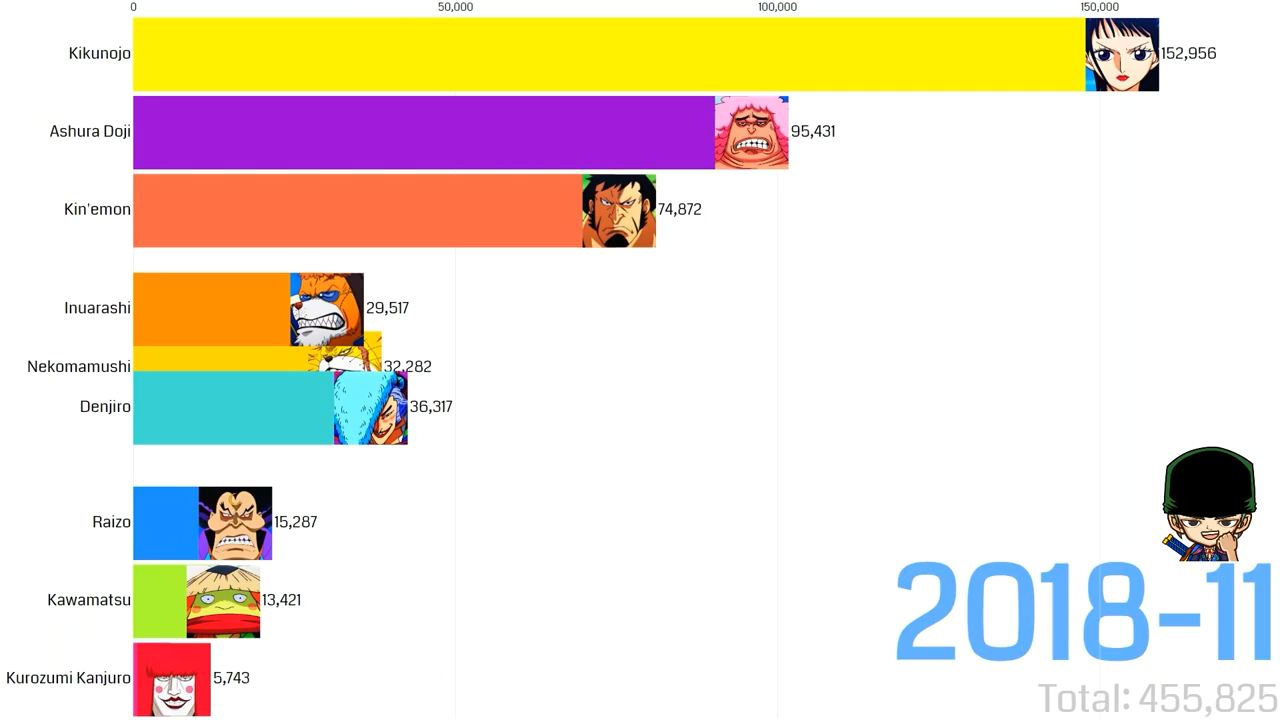 0 50,000 100,000 150,000
Kikunojo 152,956
Ashura Doji 95,431
Kin'emon 74,872
Inuarashi 29,517
Nekomamushi 32,282
Denjiro 36,317
Raizo 15,287
Kawamatsu 13,421
2018-11
Kurozumi Kanjuro 5,743
Total: 455,825